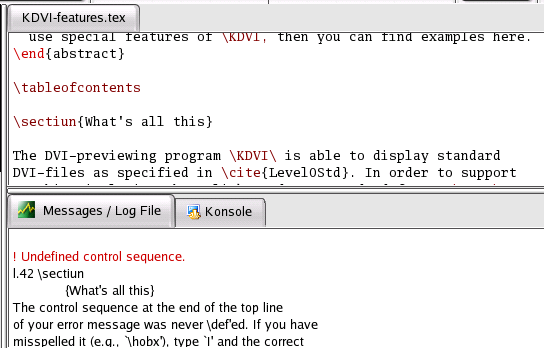 KDVI-features.tex
use special features of \KDVI, then you can find examples here.
\end{abstract}
\tableofcontents
\sectiun{What's all this}
The DVI-previewing program \KDVI\ is able to display standard
DVI-files as specified in \cite{Level0Std}. In order to support
Messages / Log File
Konsole
! Undefined control sequence.
l.42 \sectiun
{What's all this}
The control sequence at the end of the top line
of your error message was never \def'ed. If you have
misspelled it (e.g., `\hobx'), type `I' and the correct